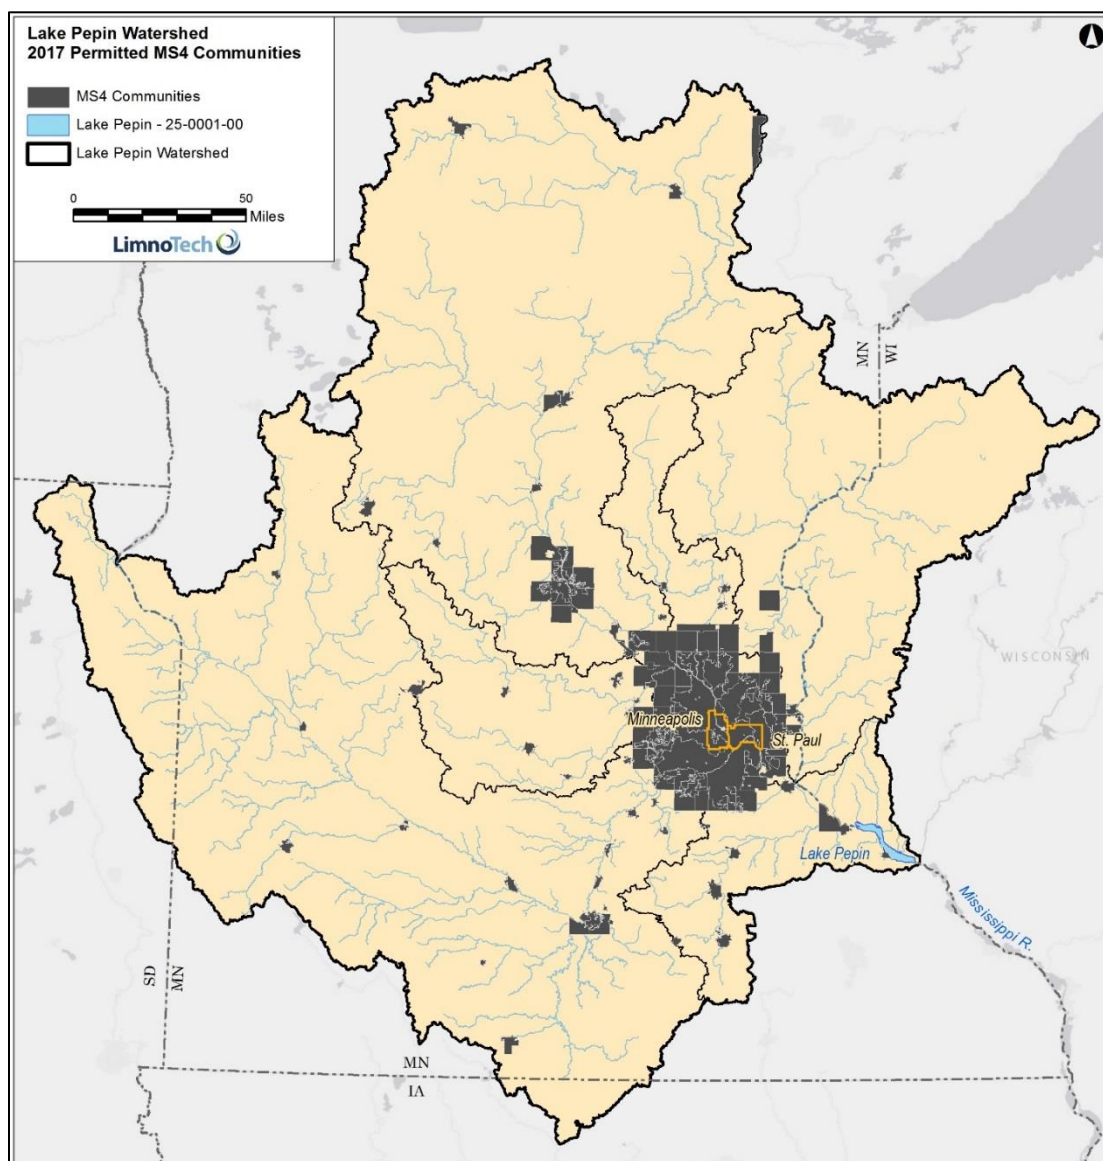 Lake Pepin Watershed
2017 Permitted MS4 Communities
MS4 Communities
Lake Pepin - 25-0001-00
Lake Pepin Watershed
0 50
Miles
LimnoTech
MN
WI
WISCONSIN
Minneapolis
St. Paul
Lake Pepin
Mississippi R.
SD
MN
MN
IA